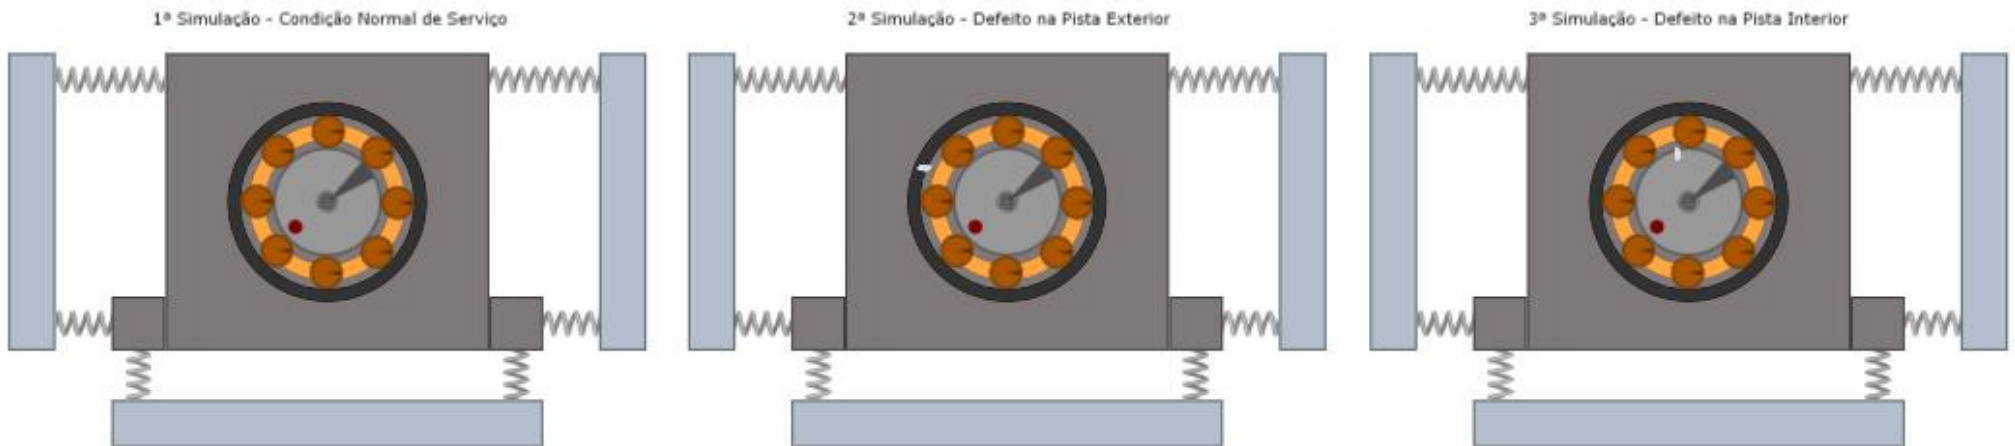 1ª Simulação - Condição Normal de Serviço
2ª Simulação - Defeito na Pista Exterior
3ª Simulação - Defeito na Pista Interior